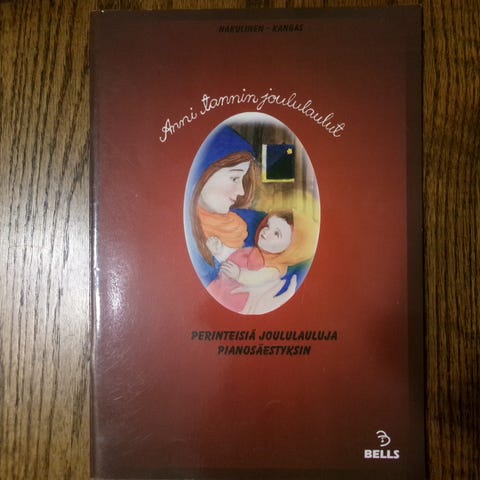 HAKULINEN - KANGAS
Anni tannin joululaulut
PERINTEISIÄ JOULULAULUJA
PIANOSÄESTYKSIN
BELLS